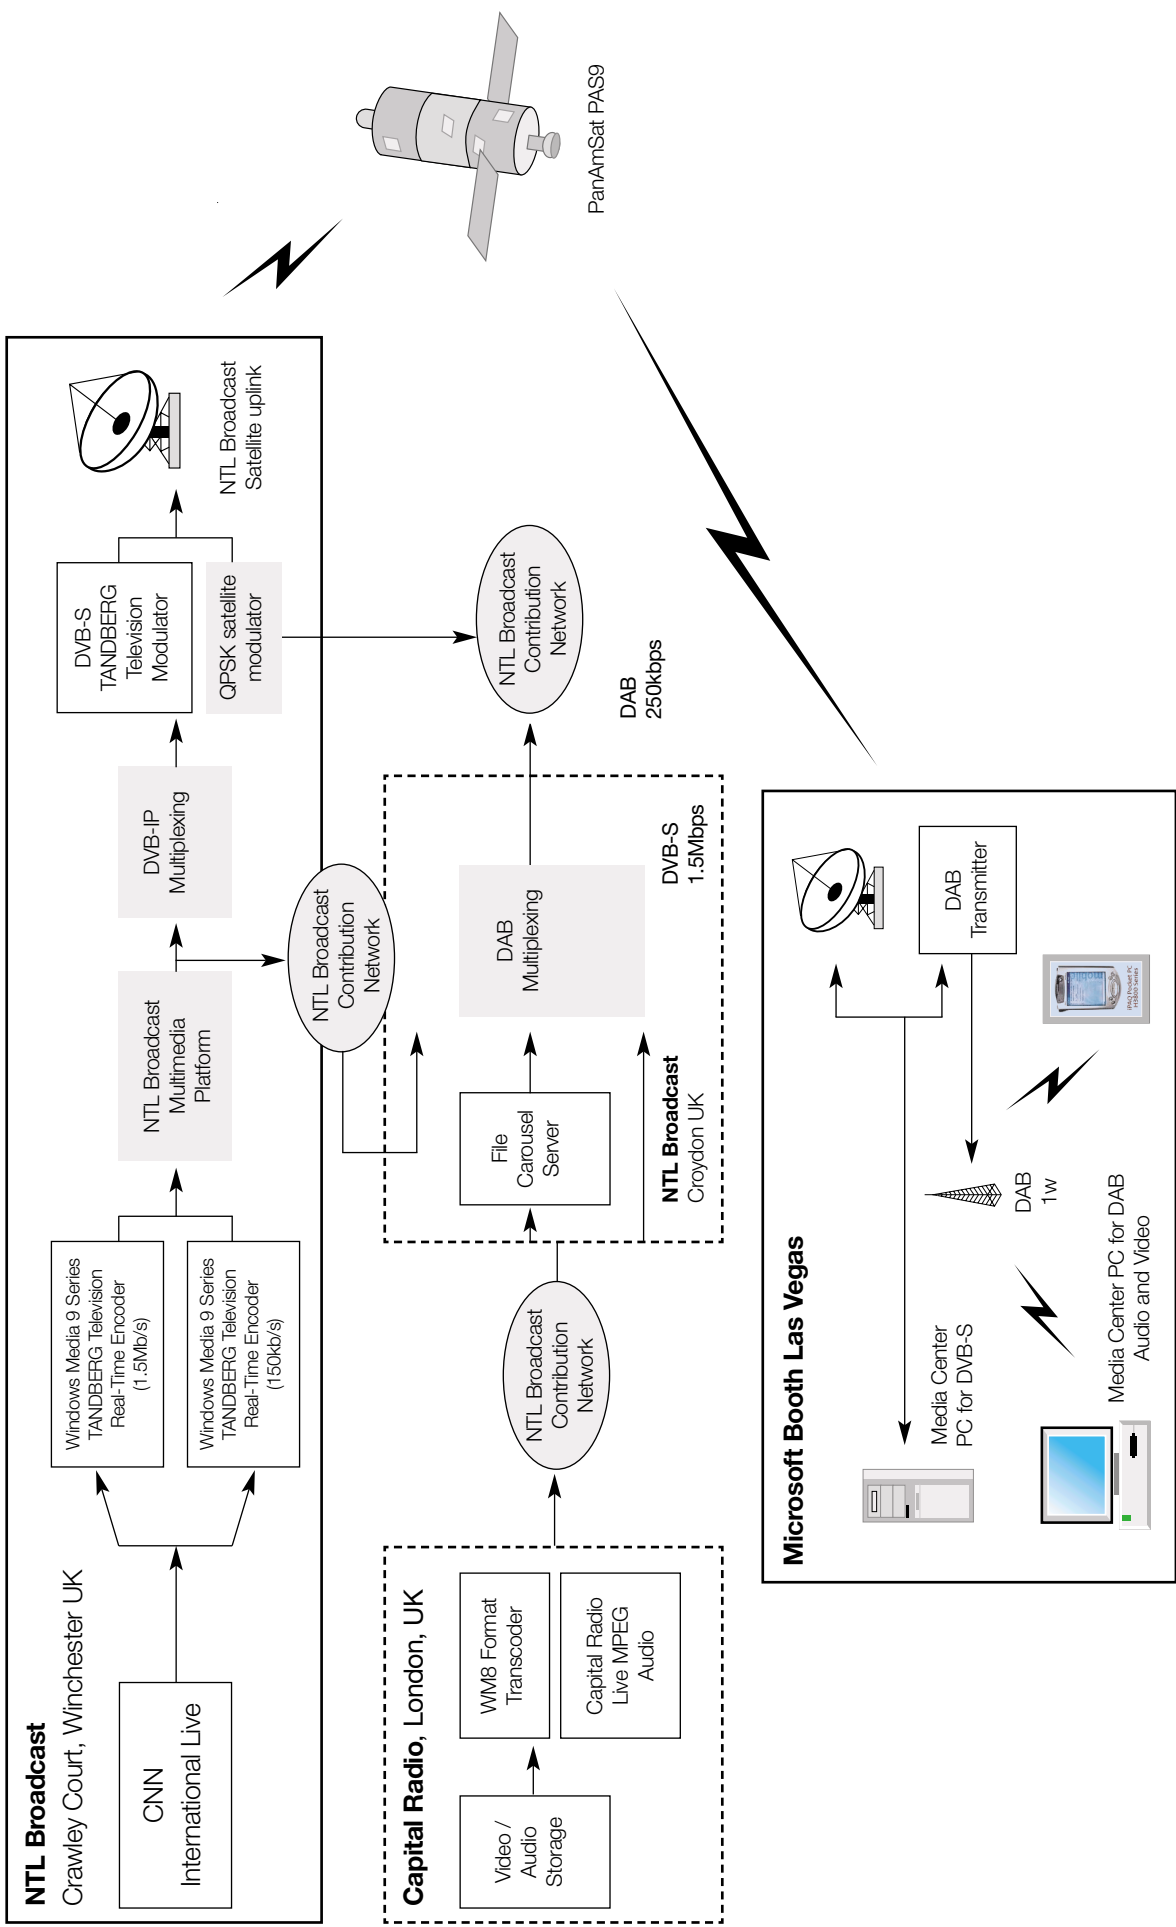 NTL Broadcast
Crawley Court, Winchester UK
CNN
International Live
Windows Media 9 Series
TANDBERG Television
Real-Time Encoder
(1.5Mb/s)
Windows Media 9 Series
TANDBERG Television
Real-Time Encoder
(150kb/s)
NTL Broadcast
Multimedia
Platform
DVB-IP
Multiplexing
DVB-S
TANDBERG
Television
Modulator
QPSK satellite
modulator
NTL Broadcast
Satellite uplink
PanAmSat PAS9
NTL Broadcast
Contribution
Network
Capital Radio, London, UK
Video /
Audio
Storage
WM8 Format
Transcoder
Capital Radio
Live MPEG
Audio
NTL Broadcast
Contribution
Network
File
Carousel
Server
NTL Broadcast
Croydon UK
DAB
Multiplexing
DVB-S
1.5Mbps
NTL Broadcast
Contribution
Network
DAB
250kbps
Microsoft Booth Las Vegas
Media Center
PC for DVB-S
DAB
Transmitter
DAB
1w
iPAQ Pocket PC
H3800 Series
Media Center PC for DAB
Audio and Video